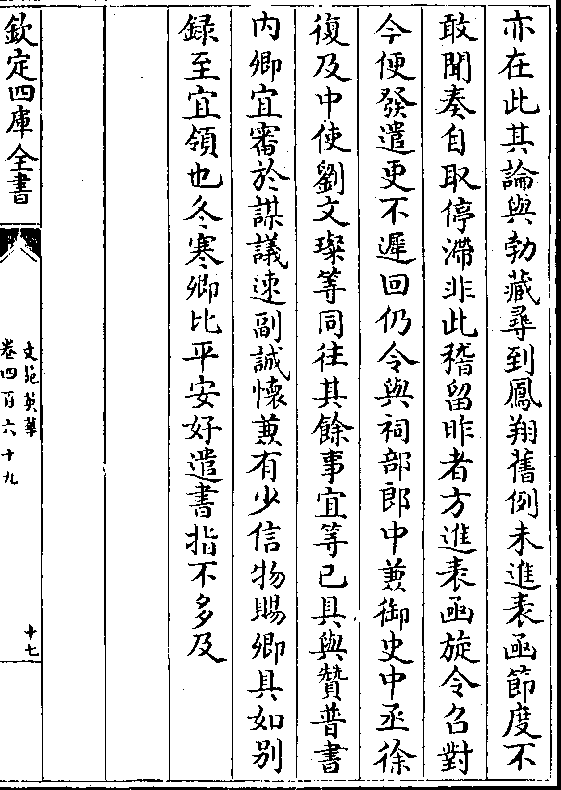 亦在此其論與勃藏尋到鳳翔舊例未進表函節度不
敢聞奏自取停滯非此稽留昨者方進表函旋令召對
今便發遣更不遲回仍令與祠部郎中兼御史中丞徐
復及中使劉文璨等同往其餘事宜等已具與贊普書
内卿宜審於謀議速副誠懷兼有少信物賜卿具如别
録至宜領也冬寒卿比平安好遣書指不多及
欽定四庫全書
文苑英華
卷四百六十九
十七